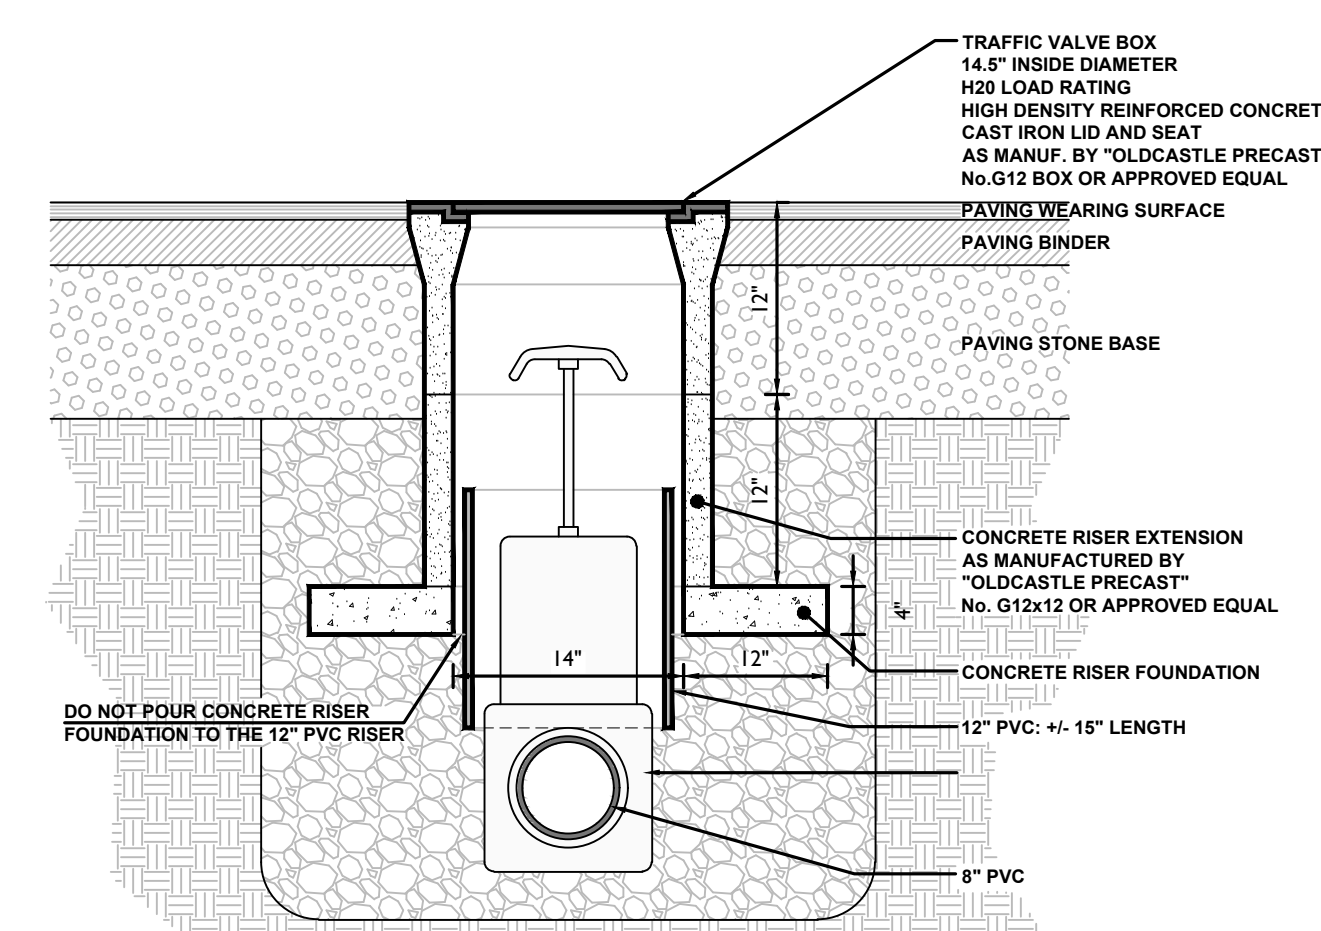 TRAFFIC VALVE BOX
14.5" INSIDE DIAMETER
H20 LOAD RATING
HIGH DENSITY REINFORCED CONCRET
CAST IRON LID AND SEAT
AS MANUF. BY "OLDCASTLE PRECAST
No.G12 BOX OR APPROVED EQUAL
PAVING WEARING SURFACE
PAVING BINDER
12"
PAVING STONE BASE
12"
CONCRETE RISER EXTENSION
AS MANUFACTURED BY
"OLDCASTLE PRECAST"
No. G12x12 OR APPROVED EQUAL
4"
14"
12"
CONCRETE RISER FOUNDATION
DO NOT POUR CONCRETE RISER
FOUNDATION TO THE 12" PVC RISER
12" PVC: +/- 15" LENGTH
8" PVC